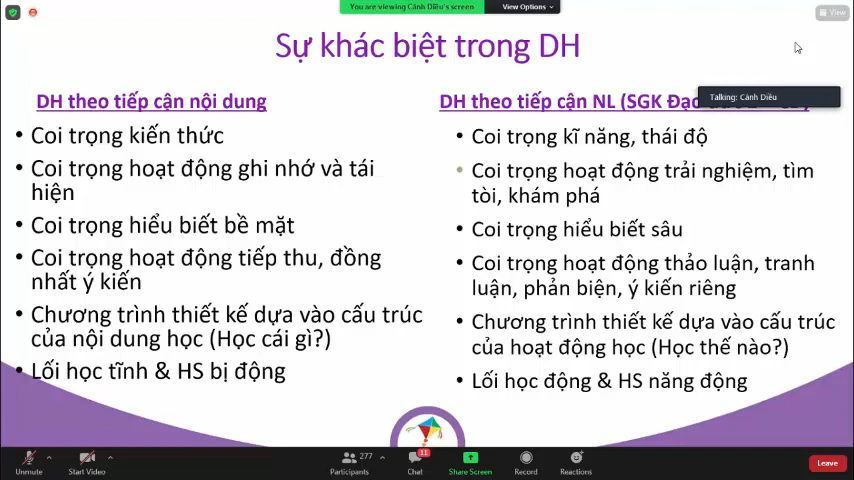 You are viewing Cánh Diều's screen
View Options
View
Sự khác biệt trong DH
DH theo tiếp cận nội dung
Coi trọng kiến thức
Coi trọng hoạt động ghi nhớ và tái
hiện
Coi trọng hiểu biết bề mặt
Coi trọng hoạt động tiếp thu, đồng
nhất ý kiến
Chương trình thiết kế dựa vào cấu trúc
của nội dung học (Học cái gì?)
Lối học tĩnh & HS bị động
DH theo tiếp cận NL (SGK Đạo
Talking: Cánh Diều
Coi trọng kĩ năng, thái độ
Coi trọng hoạt động trải nghiệm, tìm
tòi, khám phá
Coi trọng hiểu biết sâu
Coi trọng hoạt động thảo luận, tranh
luận, phản biện, ý kiến riêng
Chương trình thiết kế dựa vào cấu trúc
của hoạt động học (Học thế nào?)
Lối học động & HS năng động
Unmute
Start Video
277
Participants
11
Chat
Share Screen
Record
Reactions
Leave